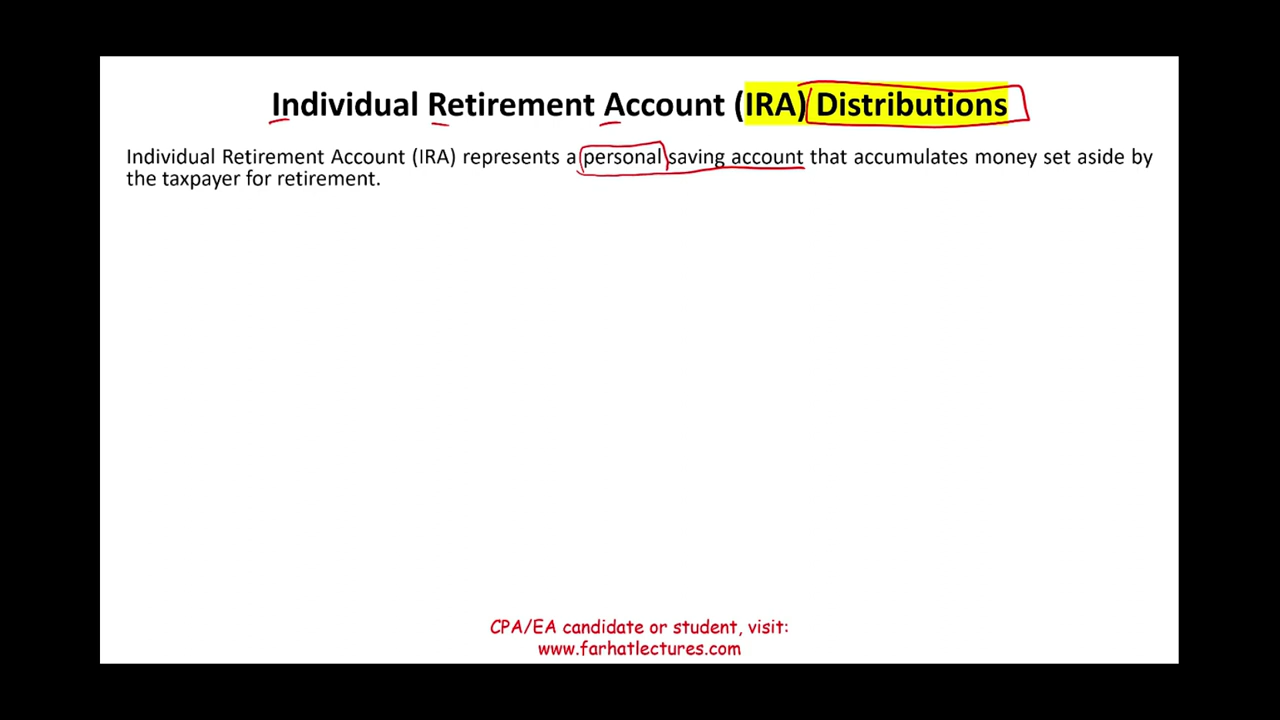 Individual Retirement Account (IRA) Distributions
Individual Retirement Account (IRA) represents a personal saving account that accumulates money set aside by
the taxpayer for retirement.
CPA/EA candidate or student, visit:
www.farhatlectures.com